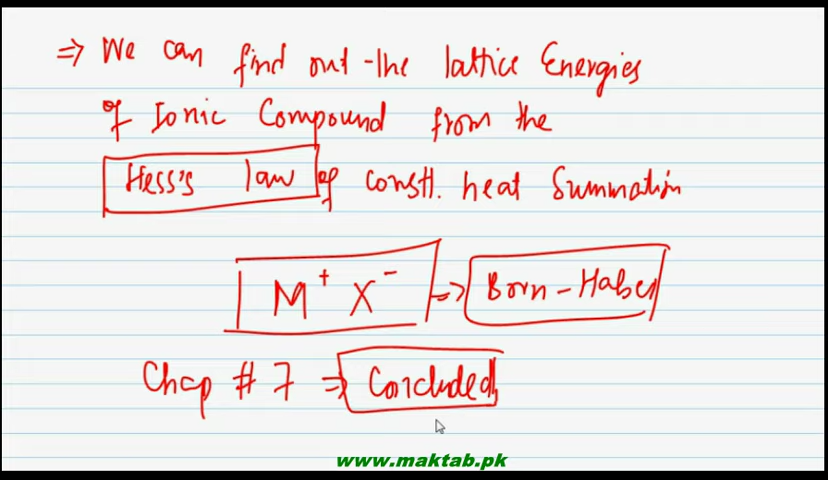 ⇒ We can find out the lattice Energies
of Ionic Compound from the
Hess's law of constt. heat Summation
M⁺ X⁻ ⇒ Born-Haber
Chap # 7 ⇒ Concluded
www.maktab.pk